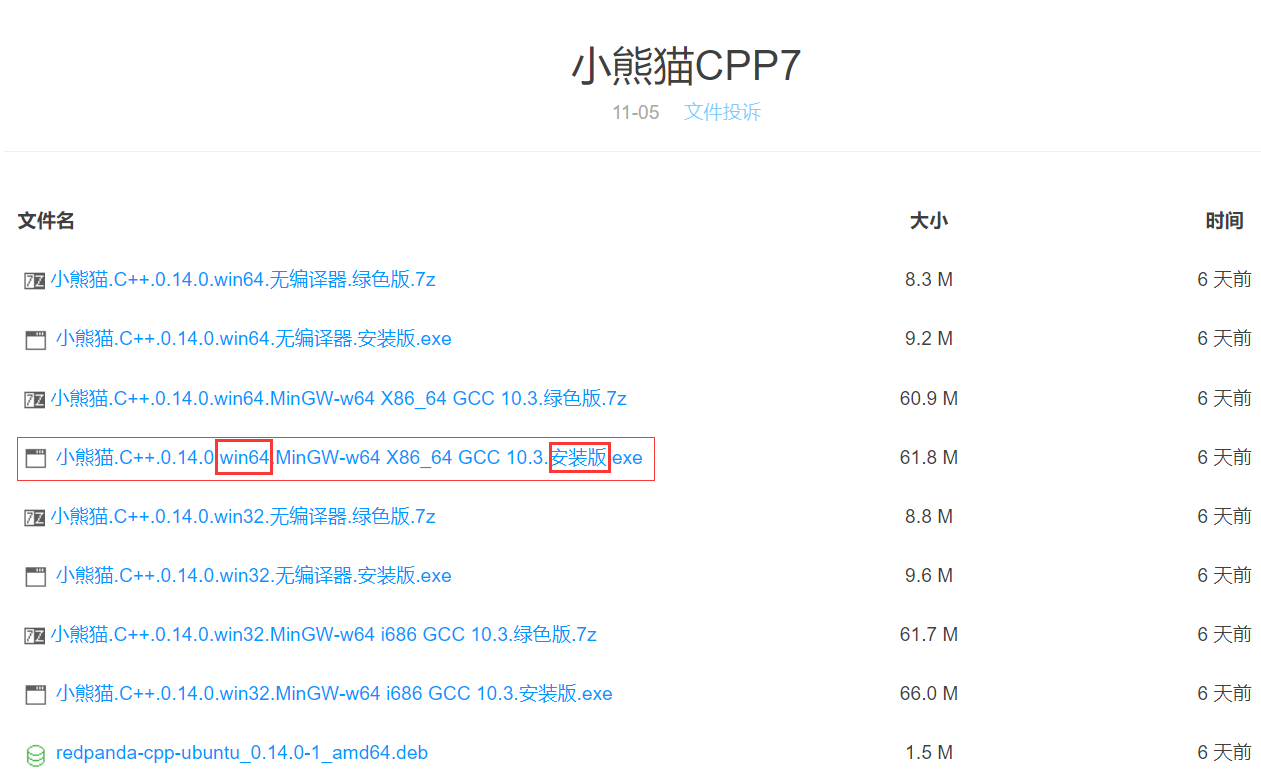 小熊猫CPP7
11-05 文件投诉
文件名 大小 时间
小熊猫.C++.0.14.0.win64.无编译器.绿色版.7z 8.3 M 6 天前
小熊猫.C++.0.14.0.win64.无编译器.安装版.exe 9.2 M 6 天前
小熊猫.C++.0.14.0.win64.MinGW-w64 X86_64 GCC 10.3.绿色版.7z 60.9 M 6 天前
小熊猫.C++.0.14.0.win64.MinGW-w64 X86_64 GCC 10.3.安装版.exe 61.8 M 6 天前
小熊猫.C++.0.14.0.win32.无编译器.绿色版.7z 8.8 M 6 天前
小熊猫.C++.0.14.0.win32.无编译器.安装版.exe 9.6 M 6 天前
小熊猫.C++.0.14.0.win32.MinGW-w64 i686 GCC 10.3.绿色版.7z 61.7 M 6 天前
小熊猫.C++.0.14.0.win32.MinGW-w64 i686 GCC 10.3.安装版.exe 66.0 M 6 天前
redpanda-cpp-ubuntu_0.14.0-1_amd64.deb 1.5 M 6 天前